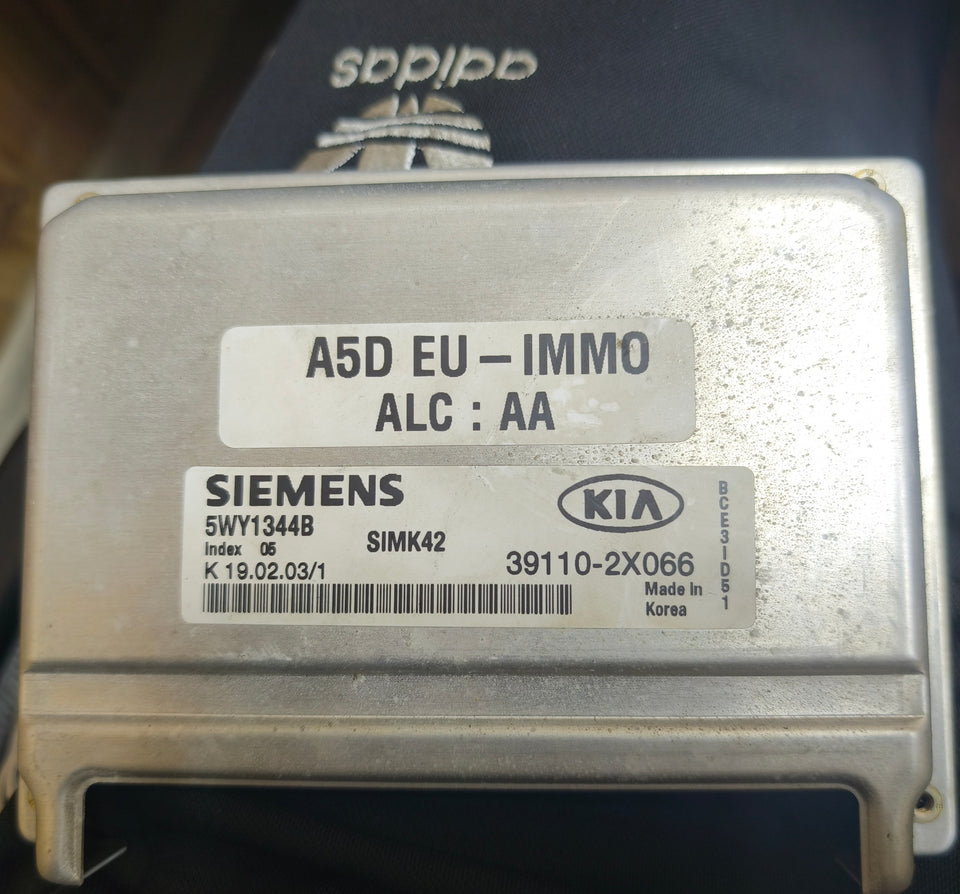 adidas
A5D EU – IMMO
ALC : AA
SIEMENS
5WY1344B
Index 05
SIMK42
K 19.02.03/1
KIA
39110-2X066
Made In
Korea
BCE3ID51